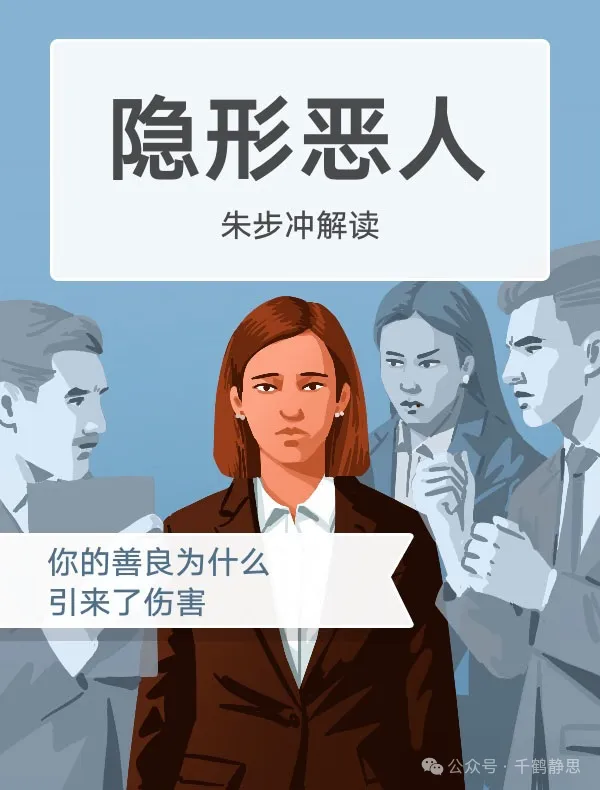 隐形恶人
朱步冲解读
你的善良为什么
引来了伤害
公众号·千鹤静思